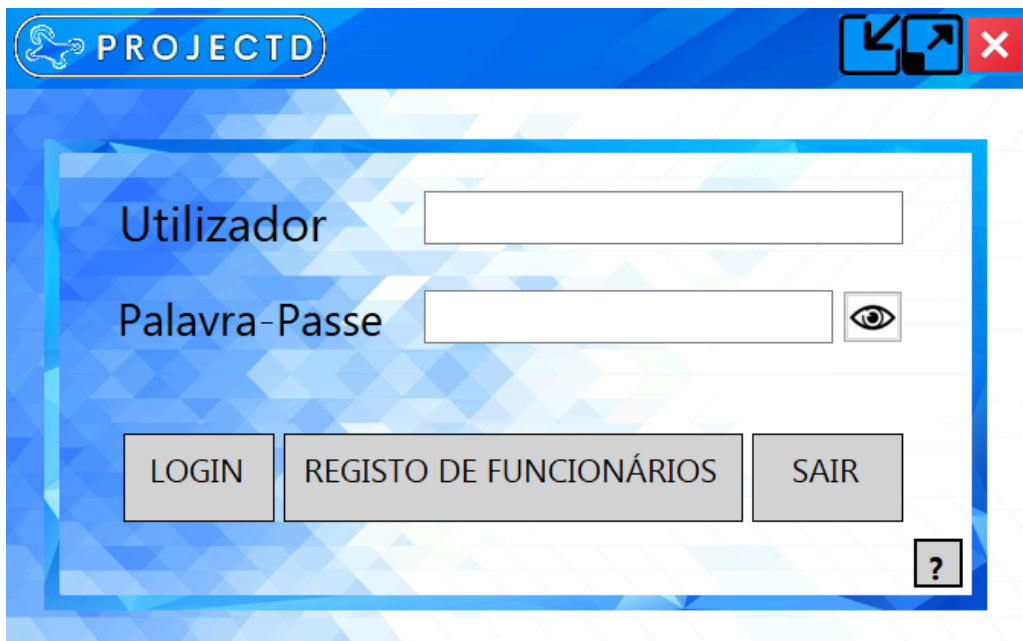 PROJECTD
Utilizador
Palavra-Passe
LOGIN
REGISTO DE FUNCIONÁRIOS
SAIR
?